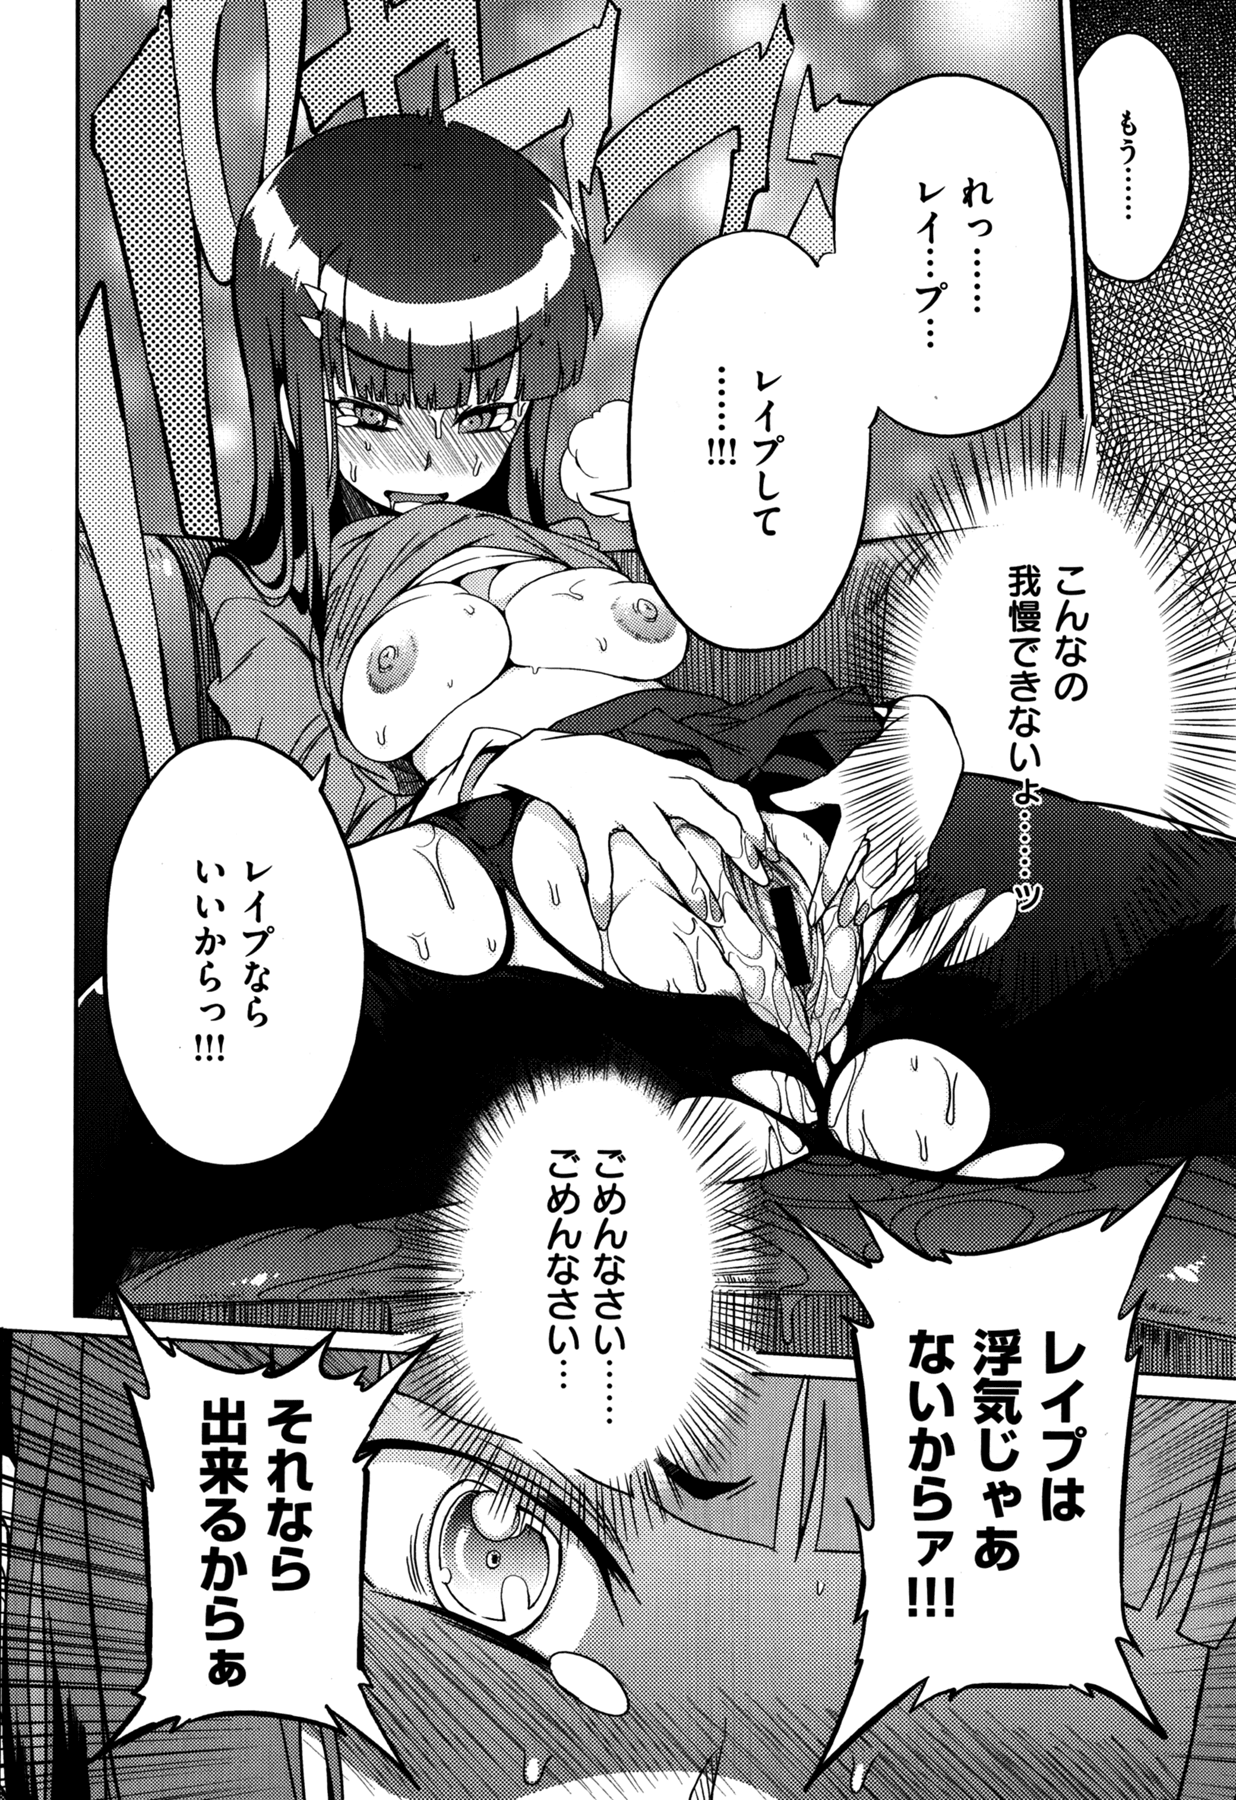 もう……
れっ……
レイ…プ…
レイプして
……!!!
こんなの
我慢できないよ………ッ
レイプなら
いいからっ!!!
ごめんなさい……
ごめんなさい…
レイプは
浮気じゃあ
ないからァ!!!
それなら
出来るからぁ